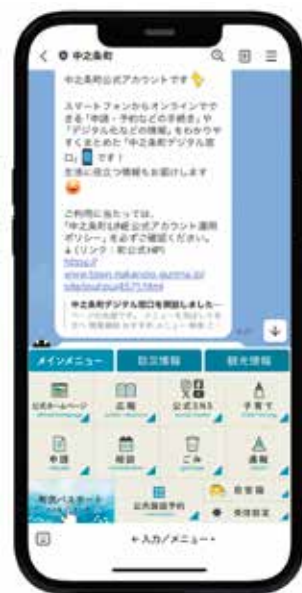 中之条町
中之条町公式アカウントです
スマートフォンからオンラインでで
きる「申請・予約などの手続き」や
「デジタル化などの情報」をわかりや
すくまとめた「中之条町デジタル窓
口」です！
生活に役立つ情報もお届けします
ご利用に当たっては、
「中之条町LINE公式アカウント運用
ポリシー」を必ずご確認ください。
(リンク：町公式HP)
https://
中之条町デジタル窓口を開設しました…
メインメニュー 防災情報 観光情報
公式ホームページ 広報 公式SNS 子育て
申請 相談 ごみ 通報
町民パスポート 公共施設予約 受信設定
入力/メニュー